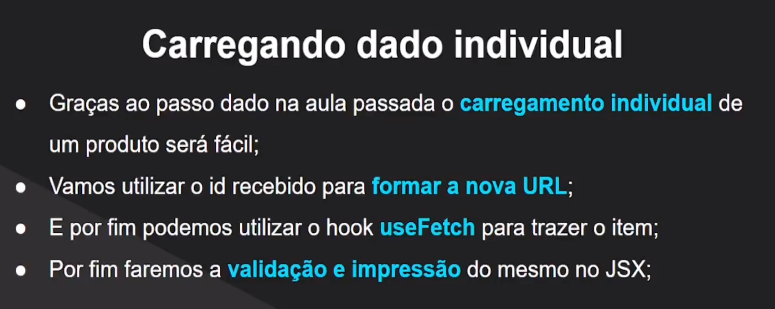 Carregando dado individual
● Graças ao passo dado na aula passada o carregamento individual de
um produto será fácil;
● Vamos utilizar o id recebido para formar a nova URL;
● E por fim podemos utilizar o hook useFetch para trazer o item;
● Por fim faremos a validação e impressão do mesmo no JSX;